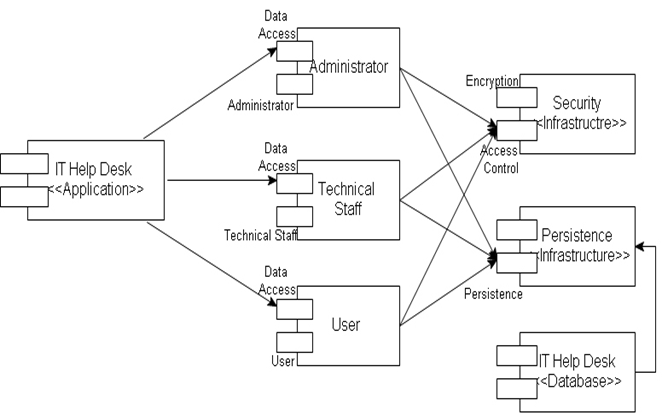 Data
Access
Administrator
Administrator
Encryption
Security
<<Infrastructre>>
Access
Control
IT Help Desk
<<Application>>
Data
Access
Technical
Staff
Technical Staff
Persistence
<<Infrastructure>>
Persistence
Data
Access
User
User
IT Help Desk
<<Database>>